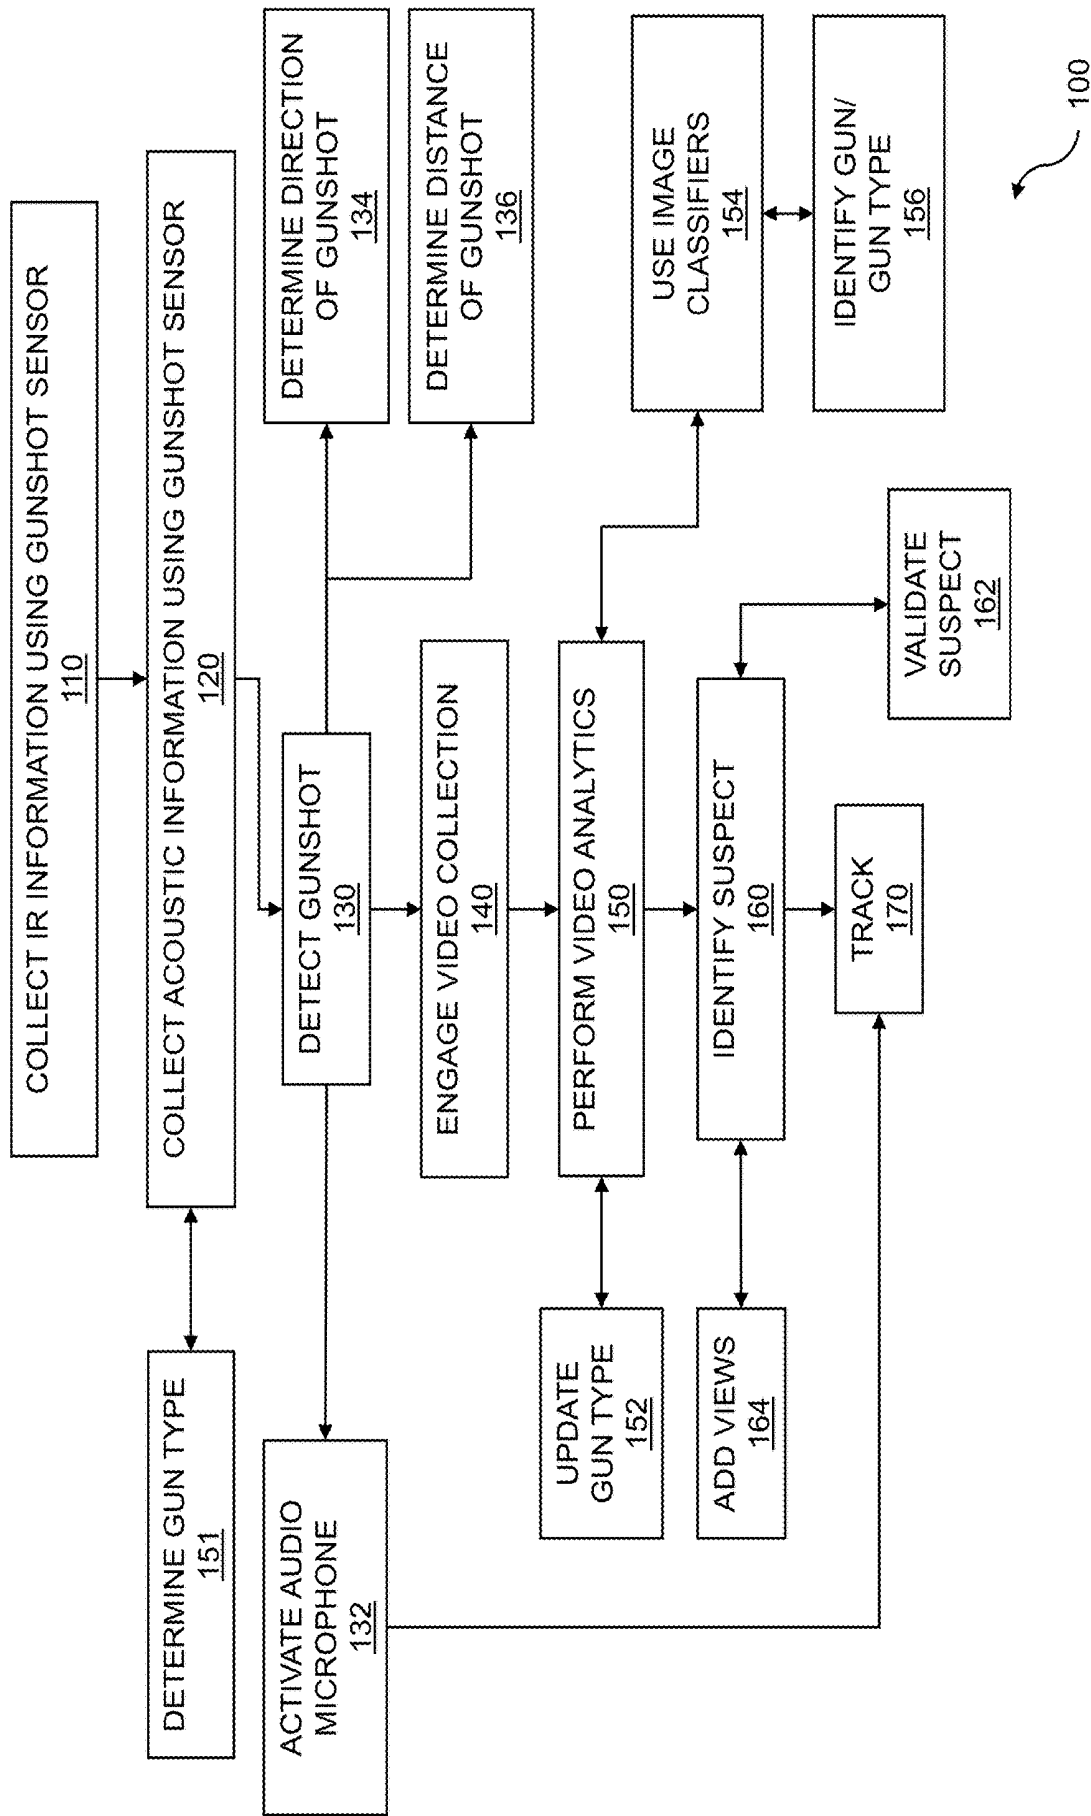 COLLECT IR INFORMATION USING GUNSHOT SENSOR
110
DETERMINE GUN TYPE
151
COLLECT ACOUSTIC INFORMATION USING GUNSHOT SENSOR
120
ACTIVATE AUDIO
MICROPHONE
132
DETECT GUNSHOT
130
DETERMINE DIRECTION
OF GUNSHOT
134
DETERMINE DISTANCE
OF GUNSHOT
136
ENGAGE VIDEO COLLECTION
140
UPDATE
GUN TYPE
152
PERFORM VIDEO ANALYTICS
150
USE IMAGE
CLASSIFIERS
154
ADD VIEWS
164
IDENTIFY SUSPECT
160
IDENTIFY GUN/
GUN TYPE
156
TRACK
170
VALIDATE
SUSPECT
162
100